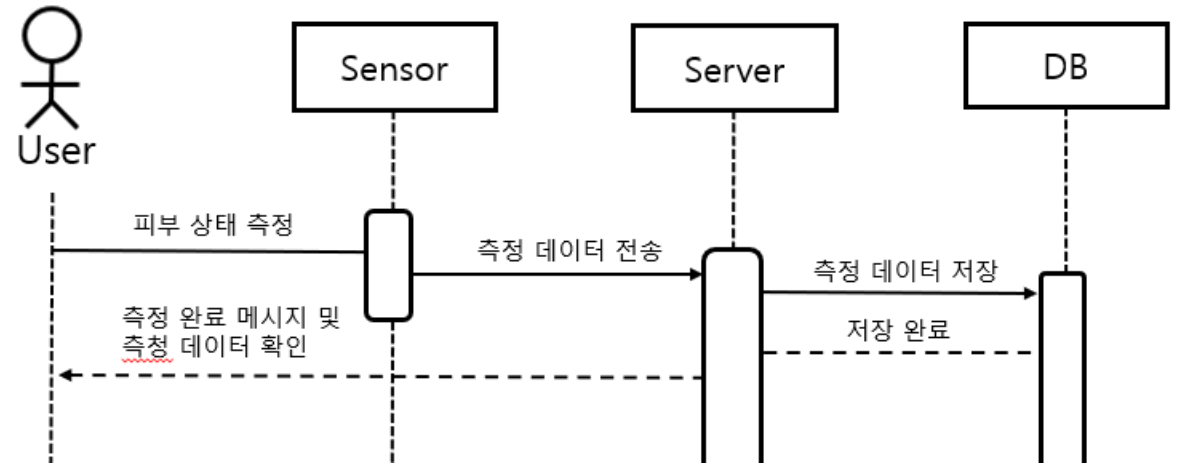 Sensor
Server
DB
User
피부 상태 측정
측정 데이터 전송
측정 데이터 저장
측정 완료 메시지 및
측청 데이터 확인
저장 완료